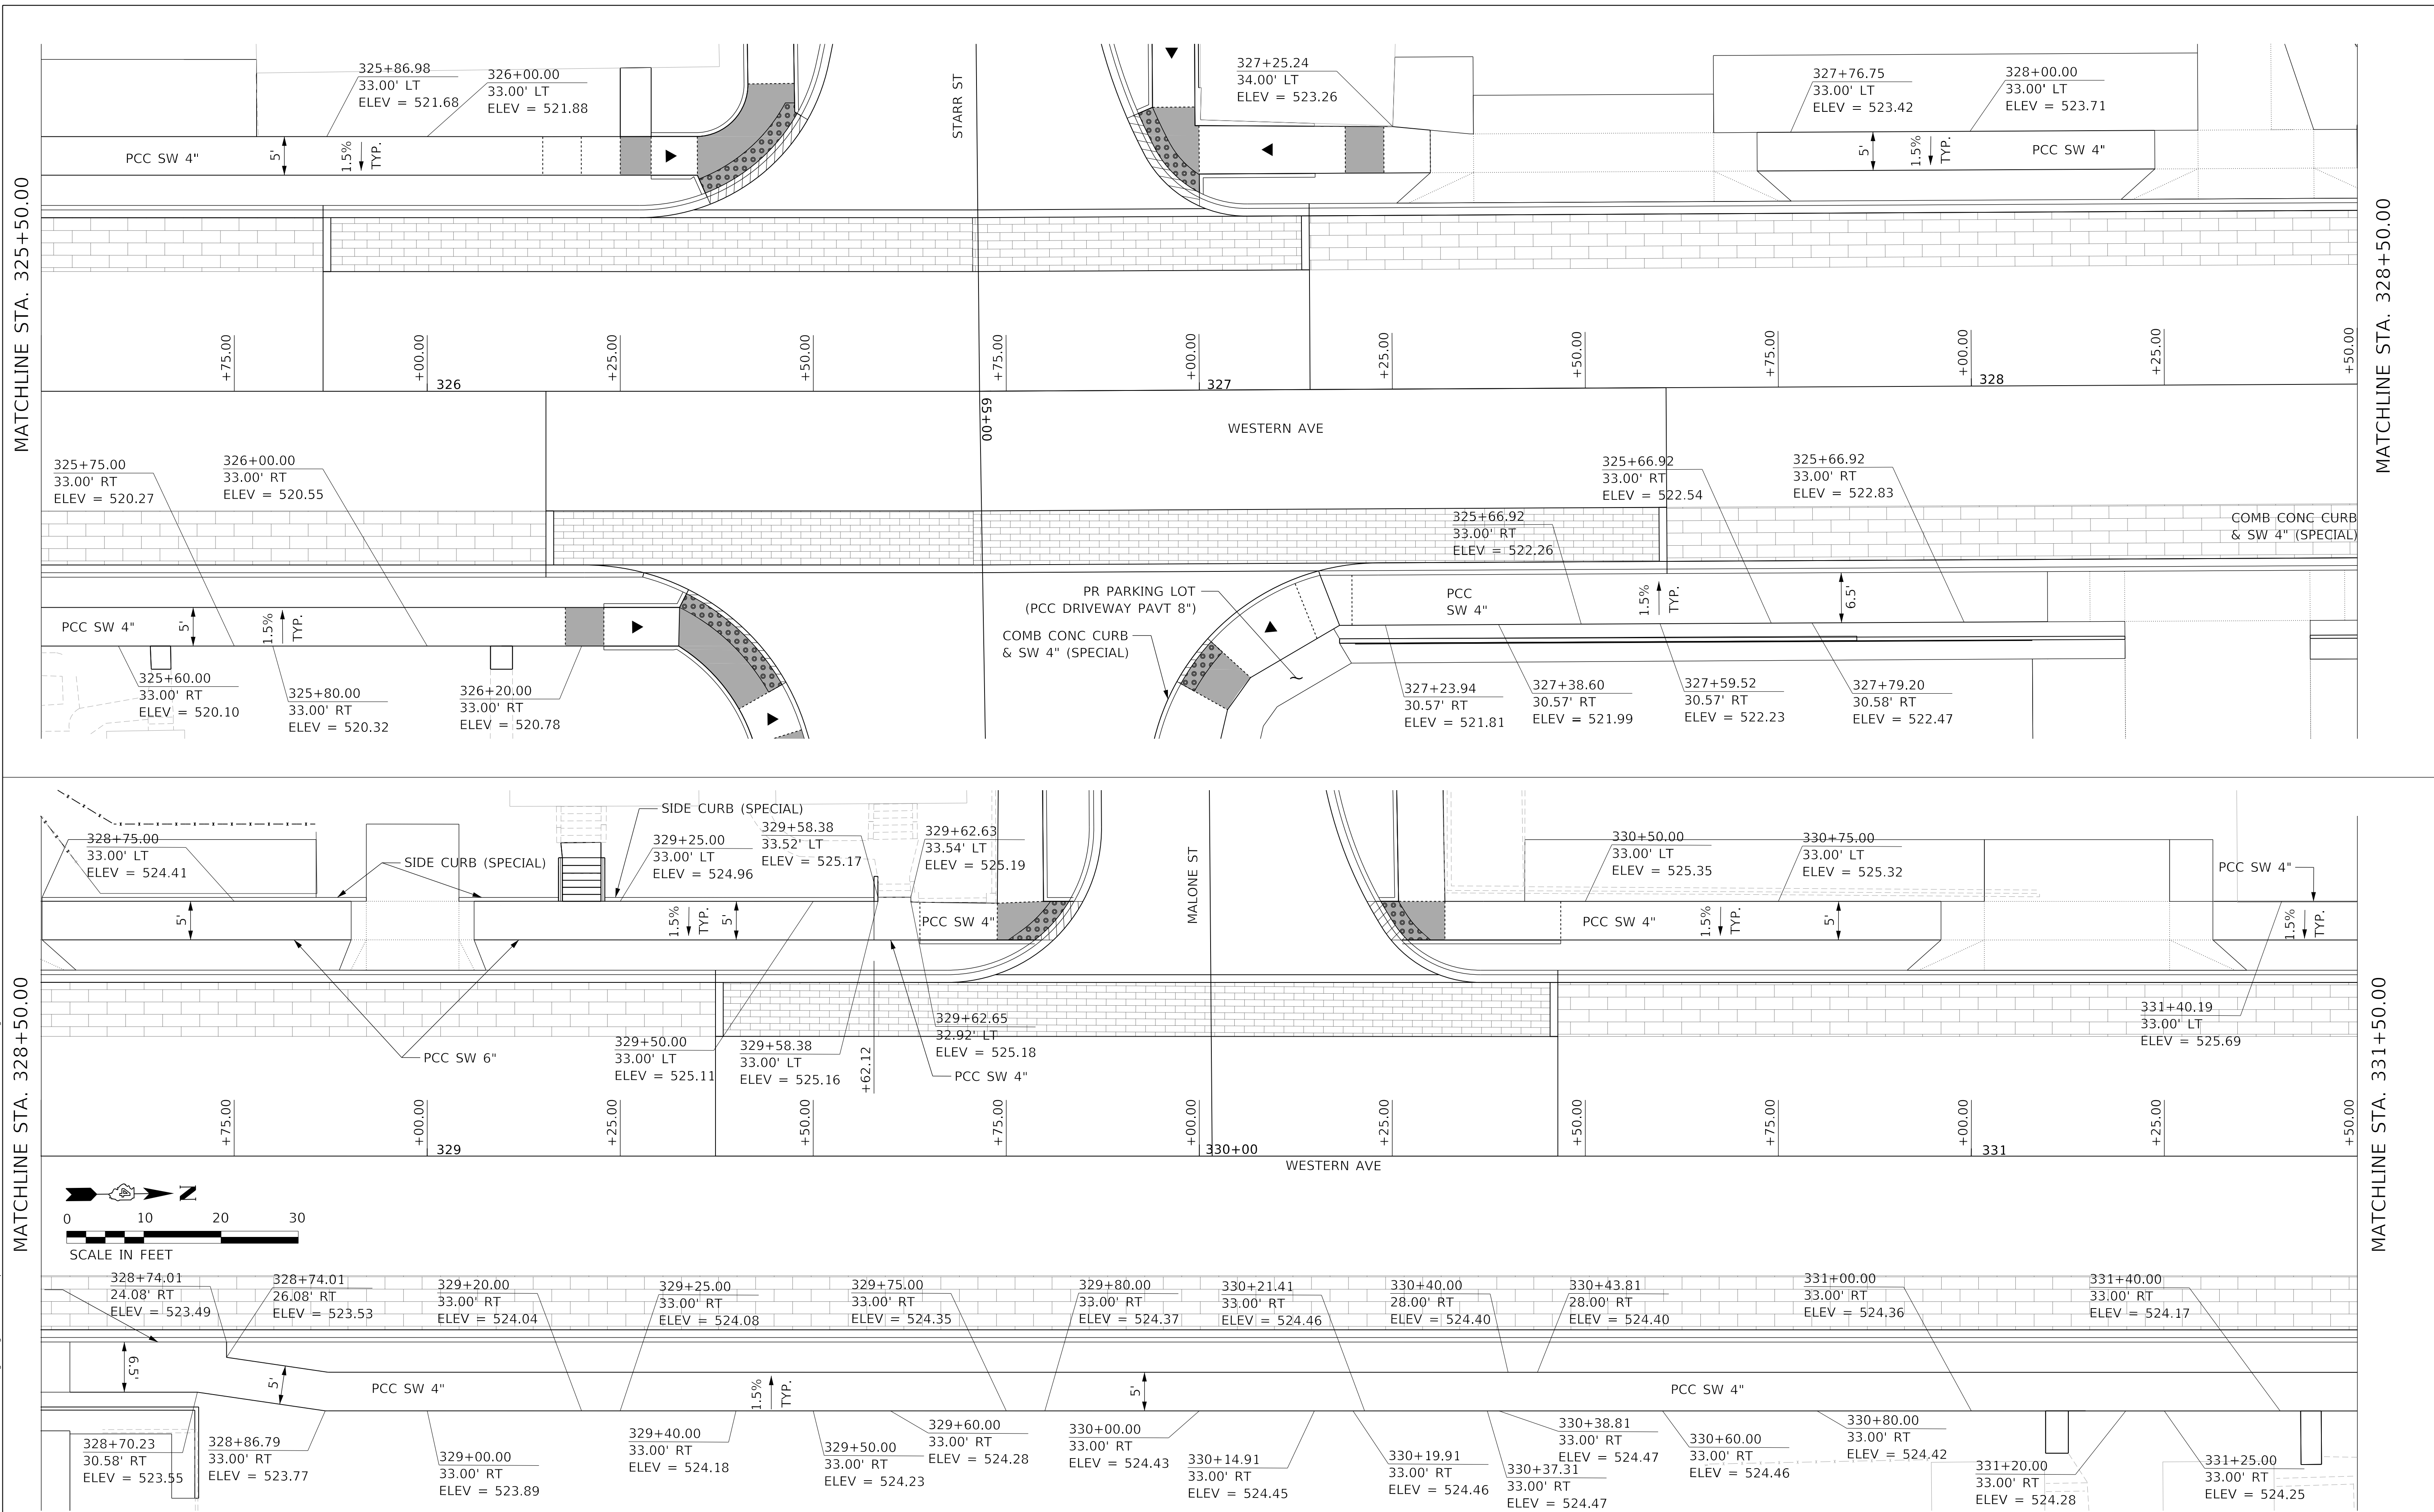 MATCHLINE STA. 325+50.00
325+86.98
33.00' LT
ELEV = 521.68
326+00.00
33.00' LT
ELEV = 521.88
PCC SW 4"
5'
1.5%
TYP.
STARR ST
327+25.24
34.00' LT
ELEV = 523.26
327+76.75
33.00' LT
ELEV = 523.42
328+00.00
33.00' LT
ELEV = 523.71
5'
1.5%
TYP.
PCC SW 4"
MATCHLINE STA. 328+50.00
+75.00
+00.00
326
+25.00
+50.00
+75.00
+00.00
327
+25.00
+50.00
+75.00
+00.00
328
+25.00
+50.00
65+00
WESTERN AVE
325+75.00
33.00' RT
ELEV = 520.27
326+00.00
33.00' RT
ELEV = 520.55
325+66.92
33.00' RT
ELEV = 522.26
325+66.92
33.00' RT
ELEV = 522.54
325+66.92
33.00' RT
ELEV = 522.83
COMB CONC CURB
& SW 4" (SPECIAL)
PCC SW 4"
5'
1.5%
TYP.
PR PARKING LOT
(PCC DRIVEWAY PAVT 8")
COMB CONC CURB
& SW 4" (SPECIAL)
PCC
SW 4"
1.5%
TYP.
6.5'
325+60.00
33.00' RT
ELEV = 520.10
325+80.00
33.00' RT
ELEV = 520.32
326+20.00
33.00' RT
ELEV = 520.78
327+23.94
30.57' RT
ELEV = 521.81
327+38.60
30.57' RT
ELEV = 521.99
327+59.52
30.57' RT
ELEV = 522.23
327+79.20
30.58' RT
ELEV = 522.47
MATCHLINE STA. 328+50.00
328+75.00
33.00' LT
ELEV = 524.41
SIDE CURB (SPECIAL)
SIDE CURB (SPECIAL)
329+25.00
33.00' LT
ELEV = 524.96
329+58.38
33.52' LT
ELEV = 525.17
329+62.63
33.54' LT
ELEV = 525.19
MALONE ST
330+50.00
33.00' LT
ELEV = 525.35
330+75.00
33.00' LT
ELEV = 525.32
PCC SW 4"
5'
1.5%
TYP.
5'
PCC SW 4"
PCC SW 4"
1.5%
TYP.
5'
1.5%
TYP.
MATCHLINE STA. 331+50.00
PCC SW 6"
329+50.00
33.00' LT
ELEV = 525.11
329+58.38
33.00' LT
ELEV = 525.16
+62.12
329+62.65
32.92' LT
ELEV = 525.18
PCC SW 4"
331+40.19
33.00' LT
ELEV = 525.69
+75.00
+00.00
329
+25.00
+50.00
+75.00
+00.00
330+00
+25.00
+50.00
+75.00
+00.00
331
+25.00
+50.00
WESTERN AVE
N
0 10 20 30
SCALE IN FEET
328+74.01
24.08' RT
ELEV = 523.49
328+74.01
26.08' RT
ELEV = 523.53
329+20.00
33.00' RT
ELEV = 524.04
329+25.00
33.00' RT
ELEV = 524.08
329+75.00
33.00' RT
ELEV = 524.35
329+80.00
33.00' RT
ELEV = 524.37
330+21.41
33.00' RT
ELEV = 524.46
330+40.00
28.00' RT
ELEV = 524.40
330+43.81
28.00' RT
ELEV = 524.40
331+00.00
33.00' RT
ELEV = 524.36
331+40.00
33.00' RT
ELEV = 524.17
6.5'
5'
PCC SW 4"
1.5%
TYP.
5'
PCC SW 4"
328+70.23
30.58' RT
ELEV = 523.55
328+86.79
33.00' RT
ELEV = 523.77
329+00.00
33.00' RT
ELEV = 523.89
329+40.00
33.00' RT
ELEV = 524.18
329+50.00
33.00' RT
ELEV = 524.23
329+60.00
33.00' RT
ELEV = 524.28
330+00.00
33.00' RT
ELEV = 524.43
330+14.91
33.00' RT
ELEV = 524.45
330+19.91
33.00' RT
ELEV = 524.46
330+37.31
33.00' RT
ELEV = 524.47
330+38.81
33.00' RT
ELEV = 524.47
330+60.00
33.00' RT
ELEV = 524.46
330+80.00
33.00' RT
ELEV = 524.42
331+20.00
33.00' RT
ELEV = 524.28
331+25.00
33.00' RT
ELEV = 524.25